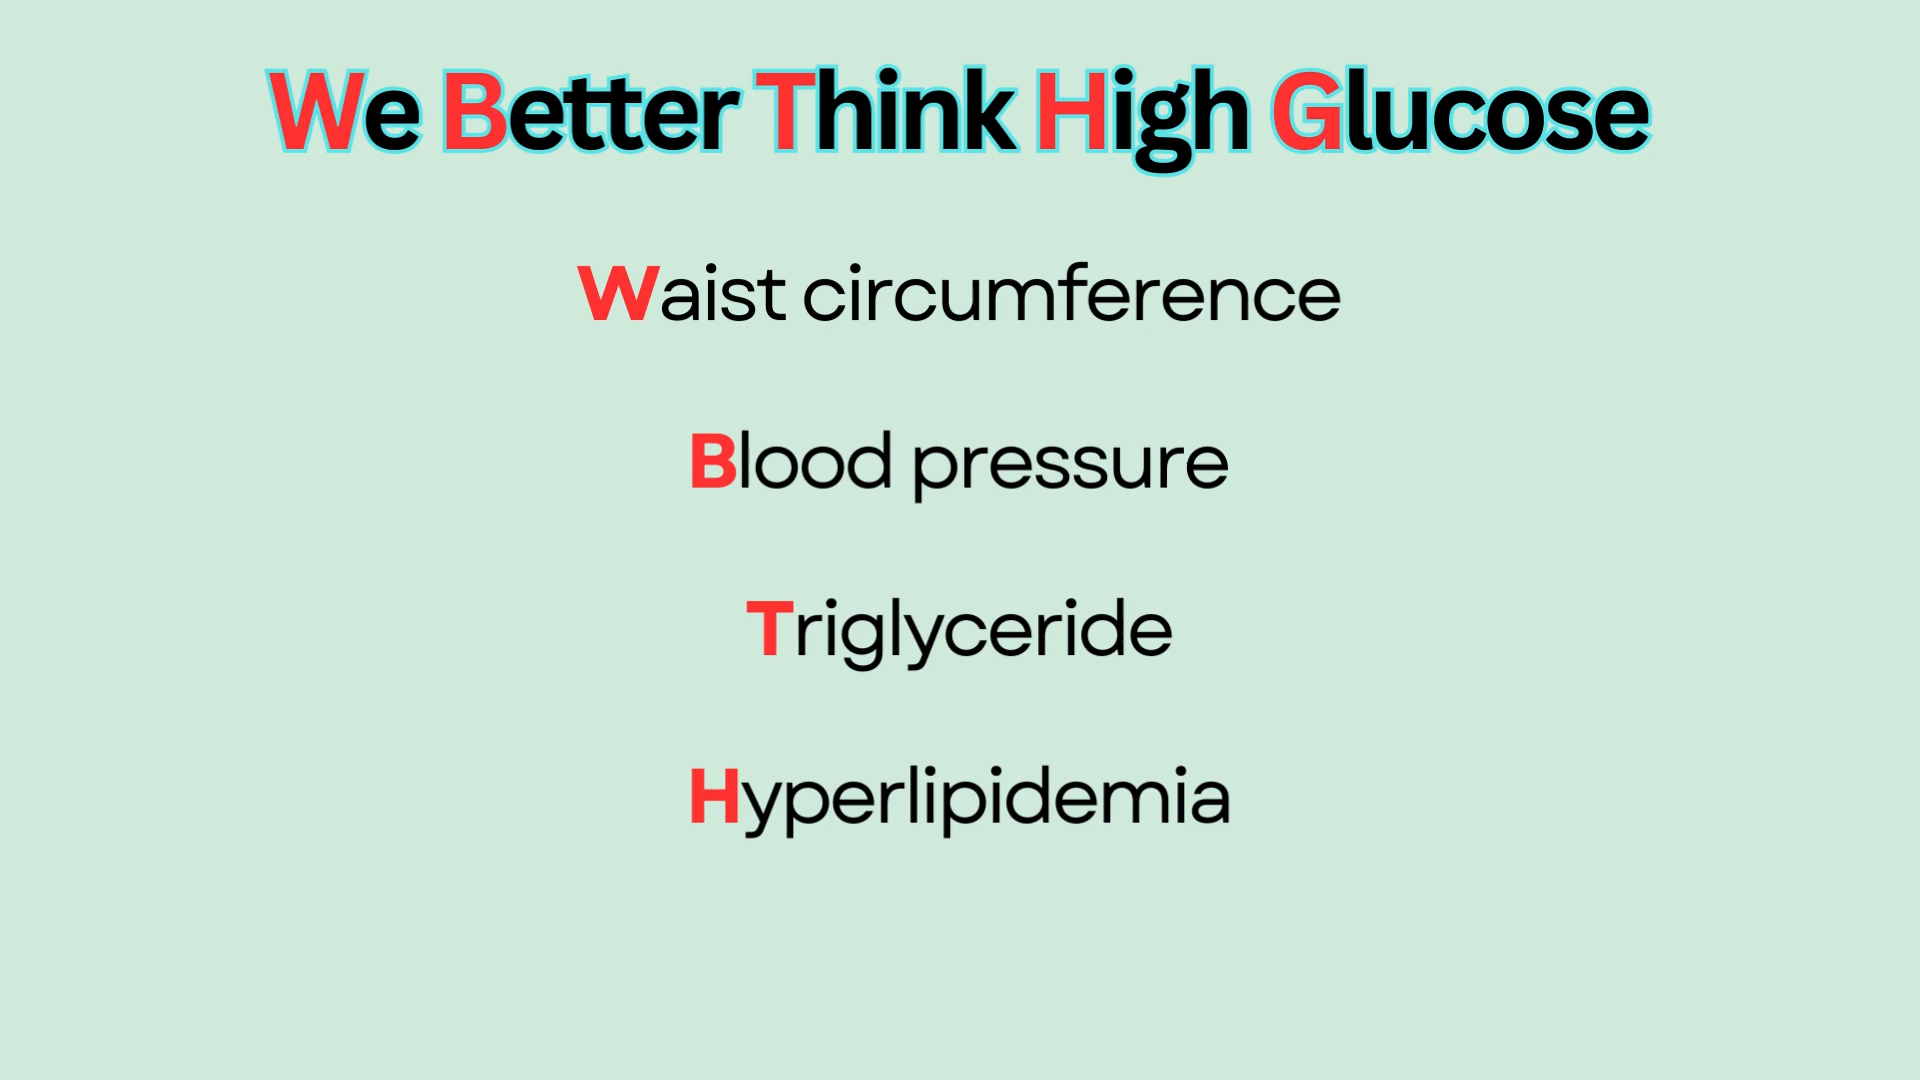 We Better Think High Glucose
Waist circumference
Blood pressure
Triglyceride
Hyperlipidemia